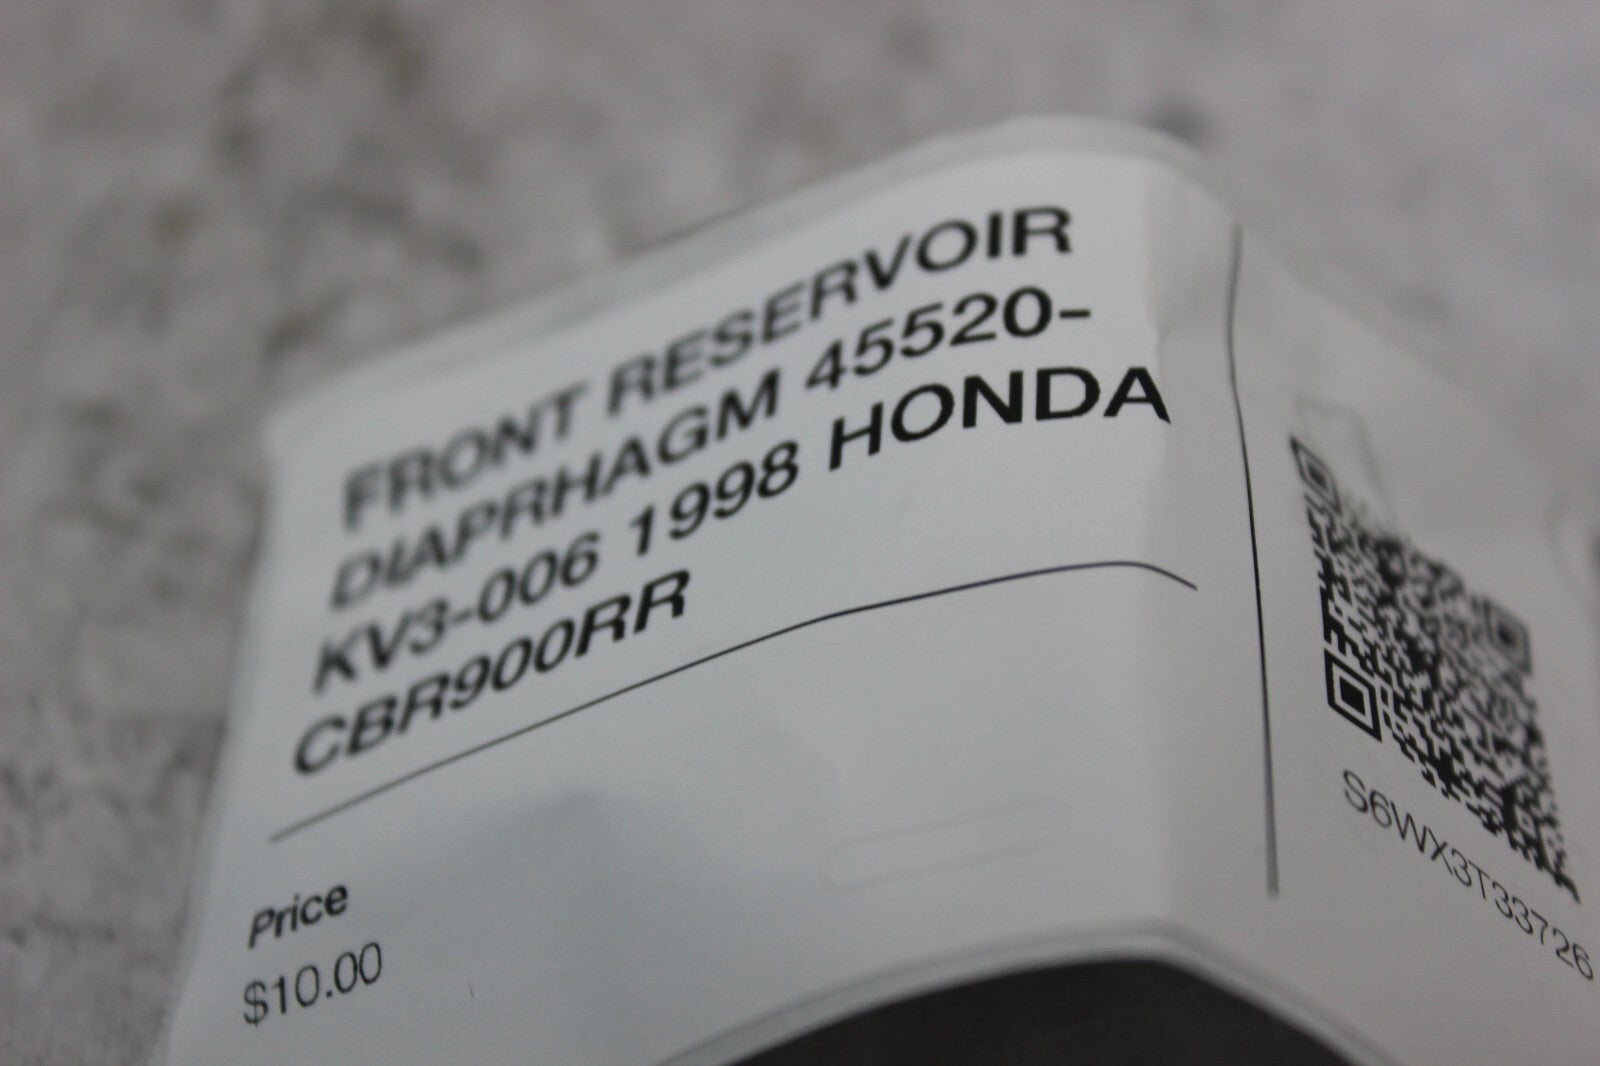 FRONT RESERVOIR
DIAPRHAGM 45520-
KV3-006 1998 HONDA
CBR900RR
Price
$10.00
S6WX3T33726